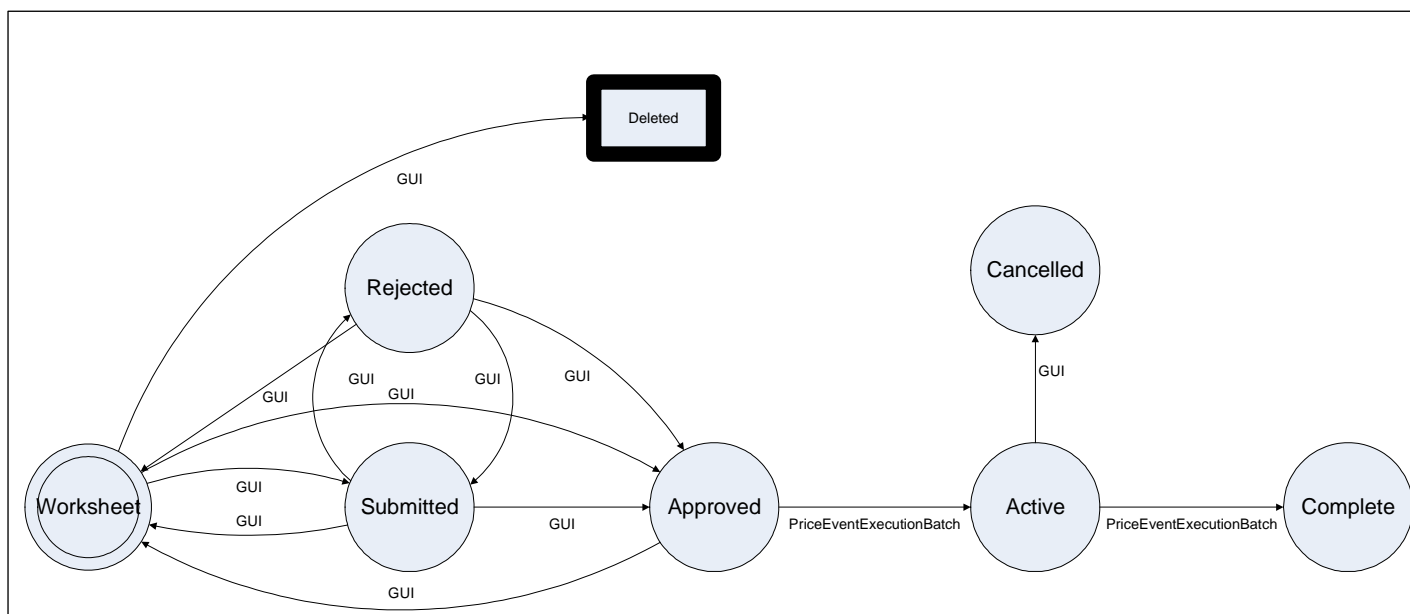 Deleted
GUI
Rejected
Cancelled
GUI
GUI
GUI
GUI
GUI
GUI
Worksheet
GUI
Submitted
Approved
Active
Complete
GUI
GUI
PriceEventExecutionBatch
PriceEventExecutionBatch
GUI